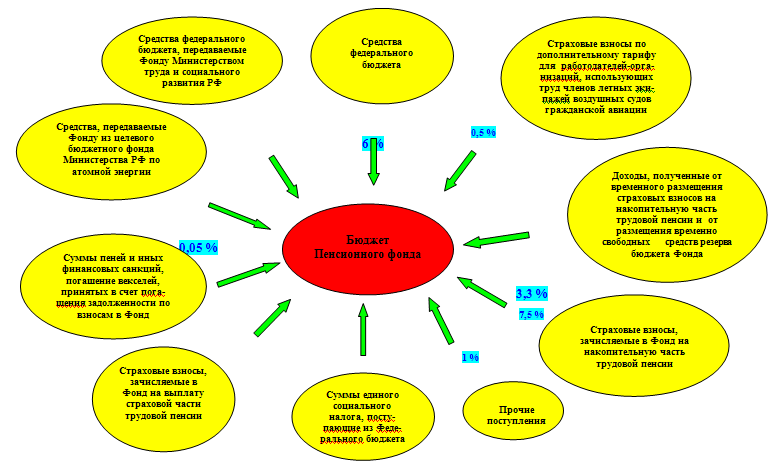 Средства федерального
бюджета, передаваемые
Фонду Министерством
труда и социального
развития РФ
Средства
федерального
бюджета
Страховые взносы по
дополнительному тарифу
для работодателей-орга-
низаций, использующих
труд членов летных эки-
пажей воздушных судов
гражданской авиации
Средства, передаваемые
Фонду из целевого
бюджетного фонда
Министерства РФ по
атомной энергии
0,5 %
Доходы, полученные от
временного размещения
страховых взносов на
накопительную часть
трудовой пенсии и от
размещения временно
свободных средств резерва
бюджета Фонда
Бюджет
Пенсионного фонда
0,05 %
Суммы пеней и иных
финансовых санкций,
погашение векселей,
принятых в счет пога-
шения задолженности по
взносам в Фонд
3,3 %
7,5 %
Страховые взносы,
зачисляемые в Фонд на
накопительную часть
трудовой пенсии
1 %
Страховые взносы,
зачисляемые в
Фонд на выплату
страховой части
трудовой пенсии
Суммы единого
социального
налога, посту-
пающие из Феде-
рального бюджета
Прочие
поступления